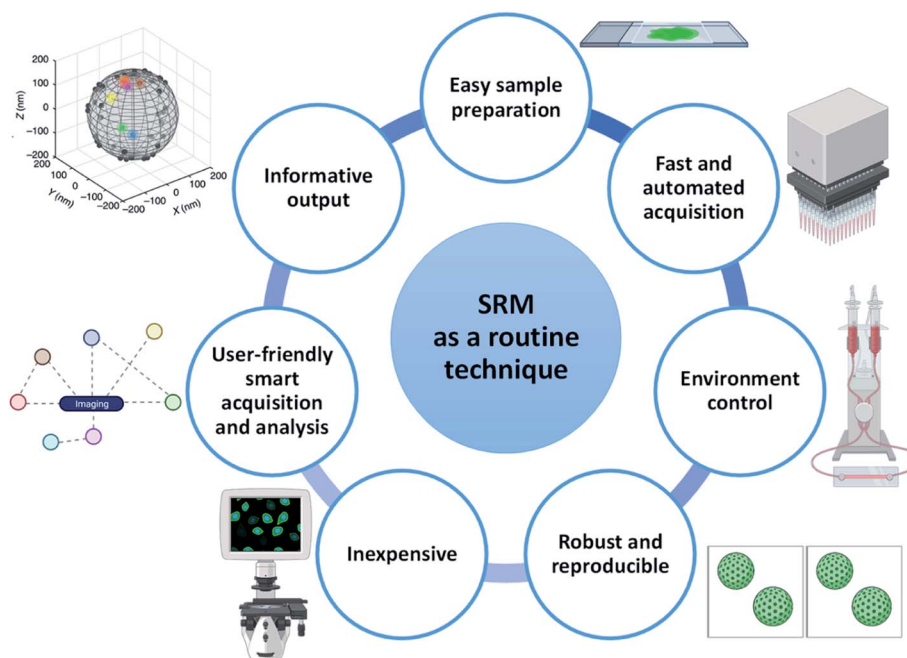 Easy sample
preparation
Fast and
automated
acquisition
Environment
control
Robust and
reproducible
Inexpensive
User-friendly
smart
acquisition
and analysis
Informative
output
SRM
as a routine
technique
Imaging
Z (nm)
200
100
0
−100
−200
Y (nm)
200
100
0
−100
−200
X (nm)
−200
−100
0
100
200